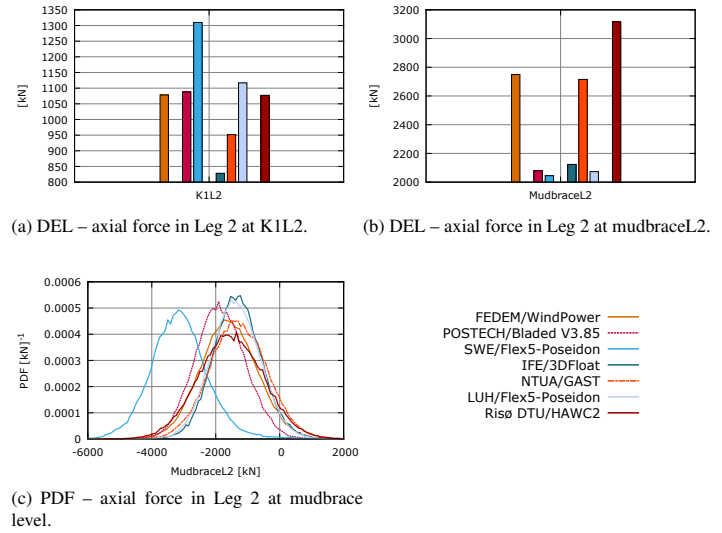 1350
1300
1250
1200
1150
1100
1050
1000
950
900
850
800
[kN]
K1L2
(a) DEL – axial force in Leg 2 at K1L2.
3200
3000
2800
2600
2400
2200
2000
[kN]
MudbraceL2
(b) DEL – axial force in Leg 2 at mudbraceL2.
0.0006
0.0005
0.0004
0.0003
0.0002
0.0001
0
PDF [kN]⁻¹
-6000 -4000 -2000 0 2000
MudbraceL2 [kN]
(c) PDF – axial force in Leg 2 at mudbrace
level.
FEDEM/WindPower
POSTECH/Bladed V3.85
SWE/Flex5-Poseidon
IFE/3DFloat
NTUA/GAST
LUH/Flex5-Poseidon
Risø DTU/HAWC2